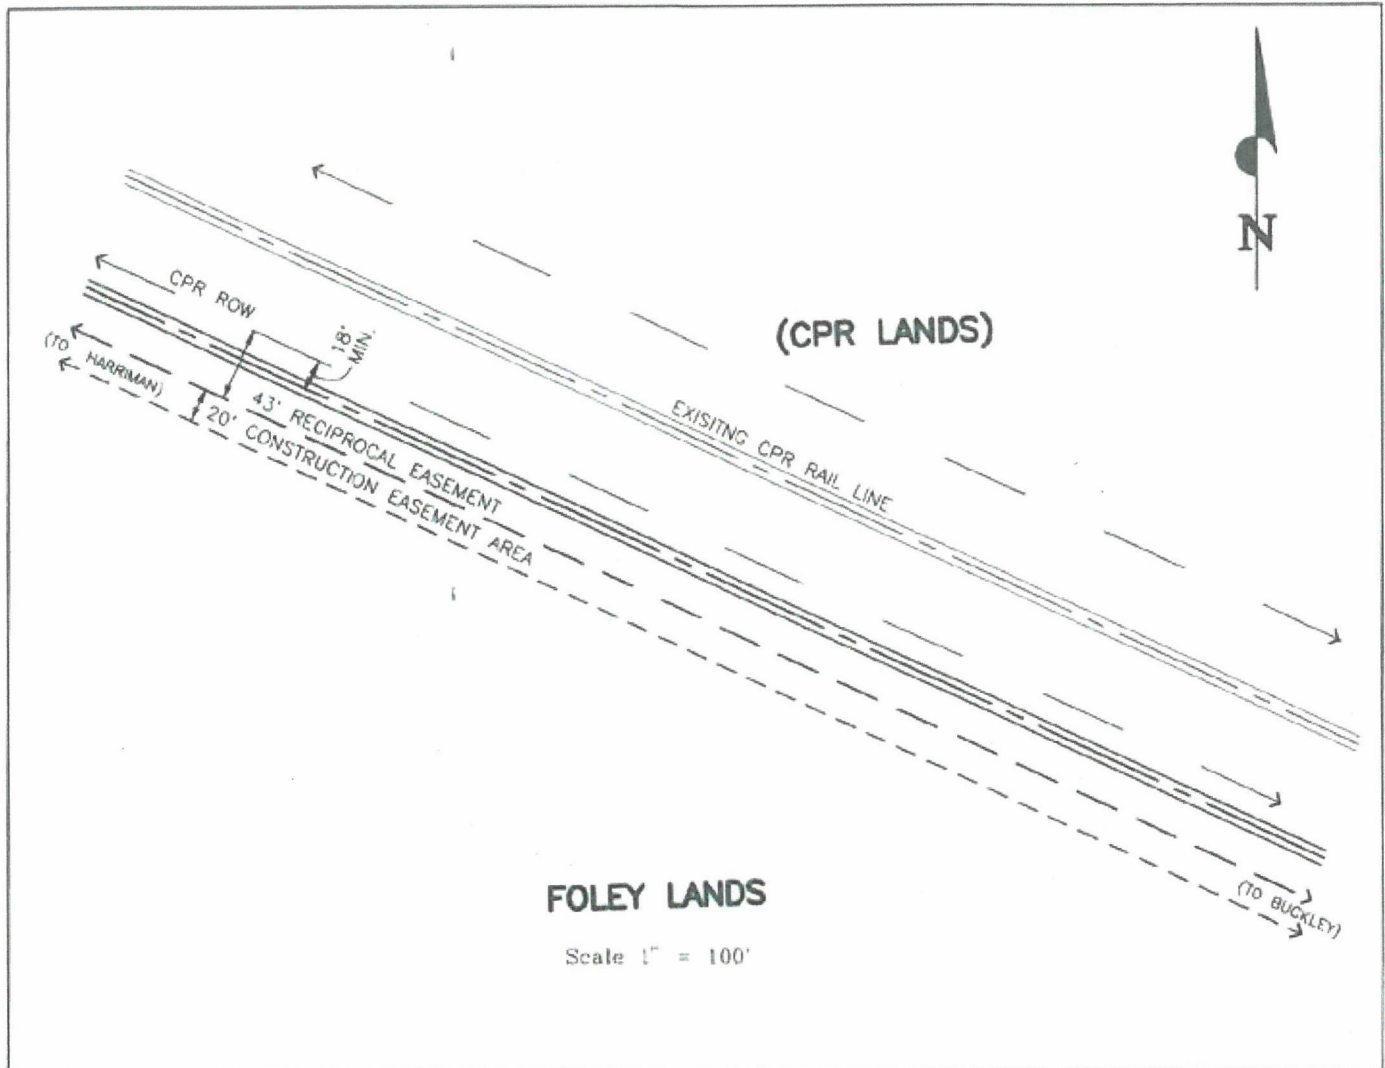 N
CPR ROW
18'
MIN.
(CPR LANDS)
(TO HARRIMAN)
43' RECIPROCAL EASEMENT
20' CONSTRUCTION EASEMENT AREA
EXISITNG CPR RAIL LINE
FOLEY LANDS
(TO BUCKLEY)
Scale 1" = 100'